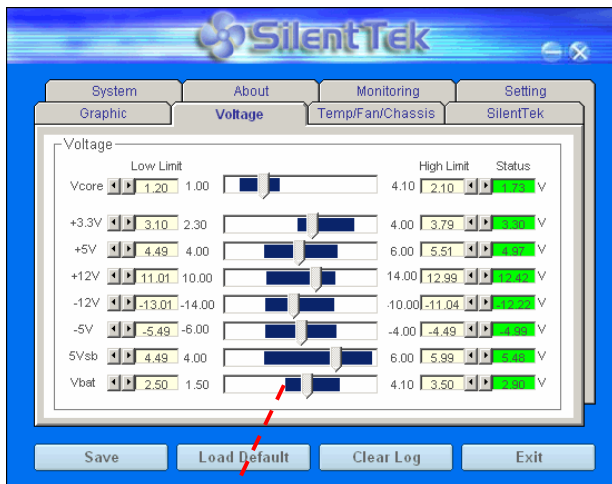 SilentTek
System About Monitoring Setting
Graphic Voltage Temp/Fan/Chassis SilentTek
Voltage
Low Limit High Limit Status
Vcore 1.20 1.00 4.10 2.10 1.73 V
+3.3V 3.10 2.30 4.00 3.79 3.30 V
+5V 4.49 4.00 6.00 5.51 4.97 V
+12V 11.01 10.00 14.00 12.99 12.42 V
-12V -13.01 -14.00 -10.00 -11.04 -12.22 V
-5V -5.49 -6.00 -4.00 -4.49 -4.99 V
5Vsb 4.49 4.00 6.00 5.99 5.48 V
Vbat 2.50 1.50 4.10 3.50 2.90 V
Save Load Default Clear Log Exit